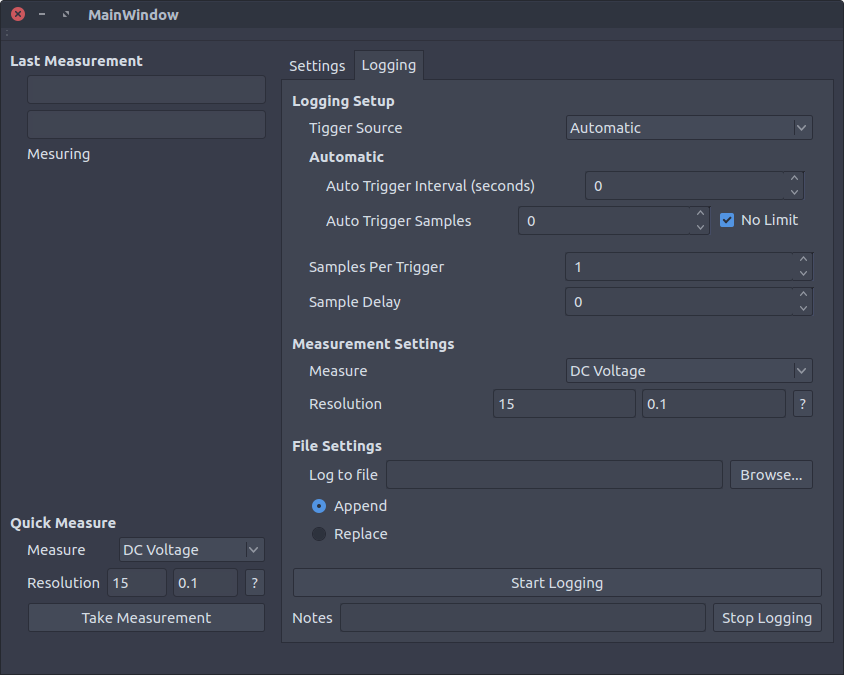 MainWindow
Last Measurement
Mesuring
Quick Measure
Measure DC Voltage
Resolution 15 0.1 ?
Take Measurement
Settings Logging
Logging Setup
Tigger Source Automatic
Automatic
Auto Trigger Interval (seconds) 0
Auto Trigger Samples 0 No Limit
Samples Per Trigger 1
Sample Delay 0
Measurement Settings
Measure DC Voltage
Resolution 15 0.1 ?
File Settings
Log to file Browse...
Append
Replace
Start Logging
Notes Stop Logging